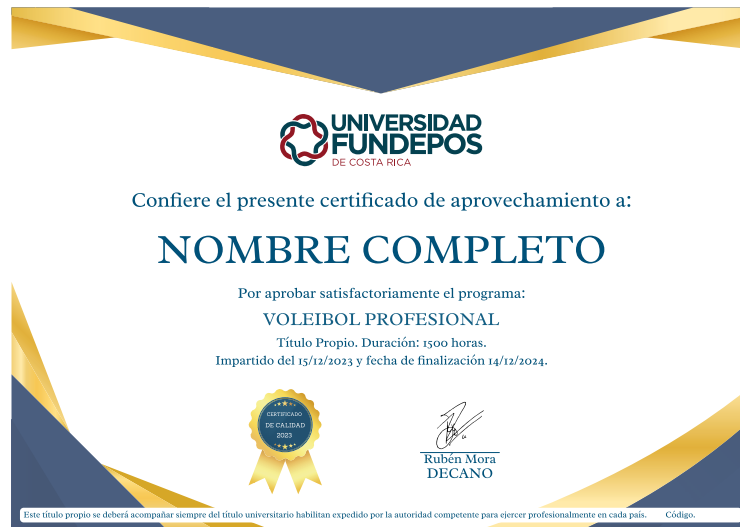 UNIVERSIDAD
FUNDEPOS
DE COSTA RICA
Confiere el presente certificado de aprovechamiento a:
NOMBRE COMPLETO
Por aprobar satisfactoriamente el programa:
VOLEIBOL PROFESIONAL
Título Propio. Duración: 1500 horas.
Impartido del 15/12/2023 y fecha de finalización 14/12/2024.
CERTIFICADO
DE CALIDAD
2023
Rubén Mora
DECANO
Este título propio se deberá acompañar siempre del título universitario habilitan expedido por la autoridad competente para ejercer profesionalmente en cada país. Código.